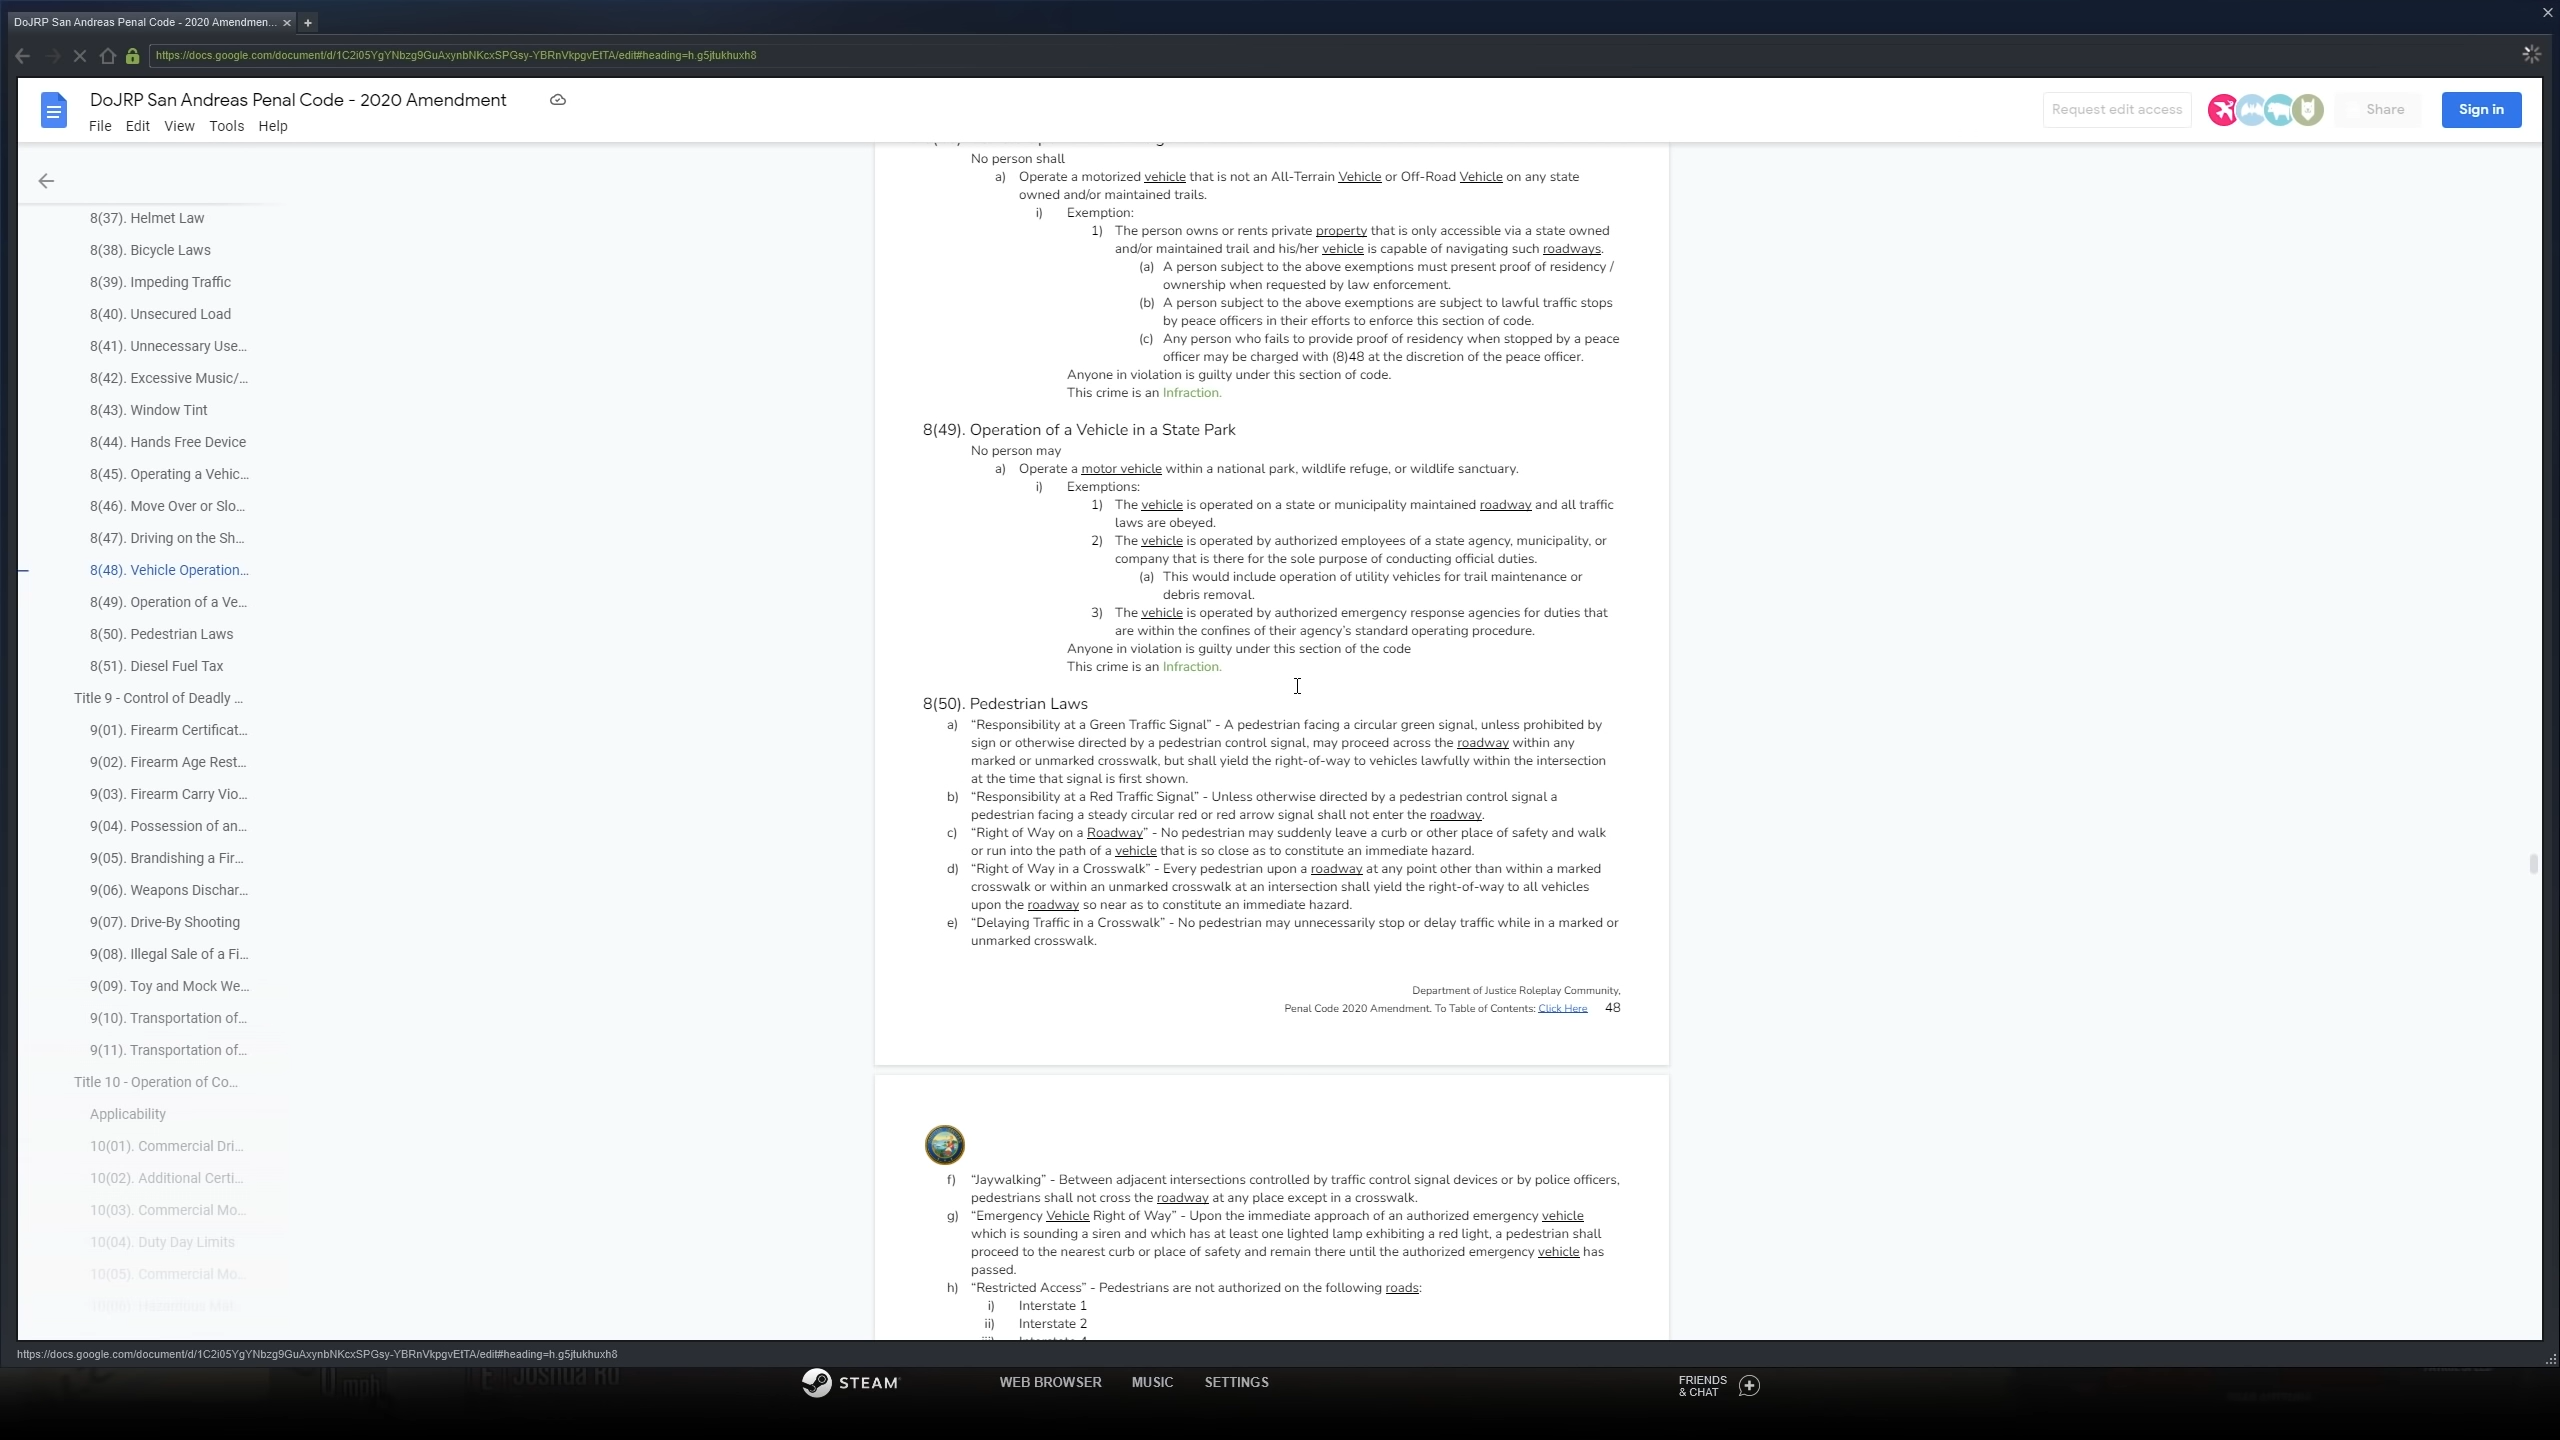 DoJRP San Andreas Penal Code - 2020 Amendmen...
https://docs.google.com/document/d/1C2i05YgYNbzg9GuAxynbNKcxSPGsy-YBRnVkpgvEtTA/edit#heading=h.g5jtukhuxh8
DoJRP San Andreas Penal Code - 2020 Amendment
Request edit access
Share
Sign in
File Edit View Tools Help
8(37). Helmet Law
8(38). Bicycle Laws
8(39). Impeding Traffic
8(40). Unsecured Load
8(41). Unnecessary Use...
8(42). Excessive Music/...
8(43). Window Tint
8(44). Hands Free Device
8(45). Operating a Vehic...
8(46). Move Over or Slo...
8(47). Driving on the Sh...
8(48). Vehicle Operation...
8(49). Operation of a Ve...
8(50). Pedestrian Laws
8(51). Diesel Fuel Tax
Title 9 - Control of Deadly ...
9(01). Firearm Certificat...
9(02). Firearm Age Rest...
9(03). Firearm Carry Vio...
9(04). Possession of an...
9(05). Brandishing a Fir...
9(06). Weapons Dischar...
9(07). Drive-By Shooting
9(08). Illegal Sale of a Fi...
9(09). Toy and Mock We...
9(10). Transportation of...
9(11). Transportation of...
Title 10 - Operation of Co...
Applicability
10(01). Commercial Dri...
10(02). Additional Certi...
10(03). Commercial Mo...
10(04). Duty Day Limits
10(05). Commercial Mo...
10(06). Hazardous Mat...
No person shall
a) Operate a motorized vehicle that is not an All-Terrain Vehicle or Off-Road Vehicle on any state
owned and/or maintained trails.
i) Exemption:
1) The person owns or rents private property that is only accessible via a state owned
and/or maintained trail and his/her vehicle is capable of navigating such roadways.
(a) A person subject to the above exemptions must present proof of residency /
ownership when requested by law enforcement.
(b) A person subject to the above exemptions are subject to lawful traffic stops
by peace officers in their efforts to enforce this section of code.
(c) Any person who fails to provide proof of residency when stopped by a peace
officer may be charged with (8)48 at the discretion of the peace officer.
Anyone in violation is guilty under this section of code.
This crime is an Infraction.
8(49). Operation of a Vehicle in a State Park
No person may
a) Operate a motor vehicle within a national park, wildlife refuge, or wildlife sanctuary.
i) Exemptions:
1) The vehicle is operated on a state or municipality maintained roadway and all traffic
laws are obeyed.
2) The vehicle is operated by authorized employees of a state agency, municipality, or
company that is there for the sole purpose of conducting official duties.
(a) This would include operation of utility vehicles for trail maintenance or
debris removal.
3) The vehicle is operated by authorized emergency response agencies for duties that
are within the confines of their agency's standard operating procedure.
Anyone in violation is guilty under this section of the code
This crime is an Infraction.
8(50). Pedestrian Laws
a) “Responsibility at a Green Traffic Signal” - A pedestrian facing a circular green signal, unless prohibited by
sign or otherwise directed by a pedestrian control signal, may proceed across the roadway within any
marked or unmarked crosswalk, but shall yield the right-of-way to vehicles lawfully within the intersection
at the time that signal is first shown.
b) “Responsibility at a Red Traffic Signal” - Unless otherwise directed by a pedestrian control signal a
pedestrian facing a steady circular red or red arrow signal shall not enter the roadway.
c) “Right of Way on a Roadway” - No pedestrian may suddenly leave a curb or other place of safety and walk
or run into the path of a vehicle that is so close as to constitute an immediate hazard.
d) “Right of Way in a Crosswalk” - Every pedestrian upon a roadway at any point other than within a marked
crosswalk or within an unmarked crosswalk at an intersection shall yield the right-of-way to all vehicles
upon the roadway so near as to constitute an immediate hazard.
e) “Delaying Traffic in a Crosswalk” - No pedestrian may unnecessarily stop or delay traffic while in a marked or
unmarked crosswalk.
Department of Justice Roleplay Community,
Penal Code 2020 Amendment. To Table of Contents: Click Here 48
f) “Jaywalking” - Between adjacent intersections controlled by traffic control signal devices or by police officers,
pedestrians shall not cross the roadway at any place except in a crosswalk.
g) “Emergency Vehicle Right of Way” - Upon the immediate approach of an authorized emergency vehicle
which is sounding a siren and which has at least one lighted lamp exhibiting a red light, a pedestrian shall
proceed to the nearest curb or place of safety and remain there until the authorized emergency vehicle has
passed.
h) “Restricted Access” - Pedestrians are not authorized on the following roads:
i) Interstate 1
ii) Interstate 2
https://docs.google.com/document/d/1C2i05YgYNbzg9GuAxynbNKcxSPGsy-YBRnVkpgvEtTA/edit#heading=h.g5jtukhuxh8
STEAM
WEB BROWSER MUSIC SETTINGS
FRIENDS
& CHAT